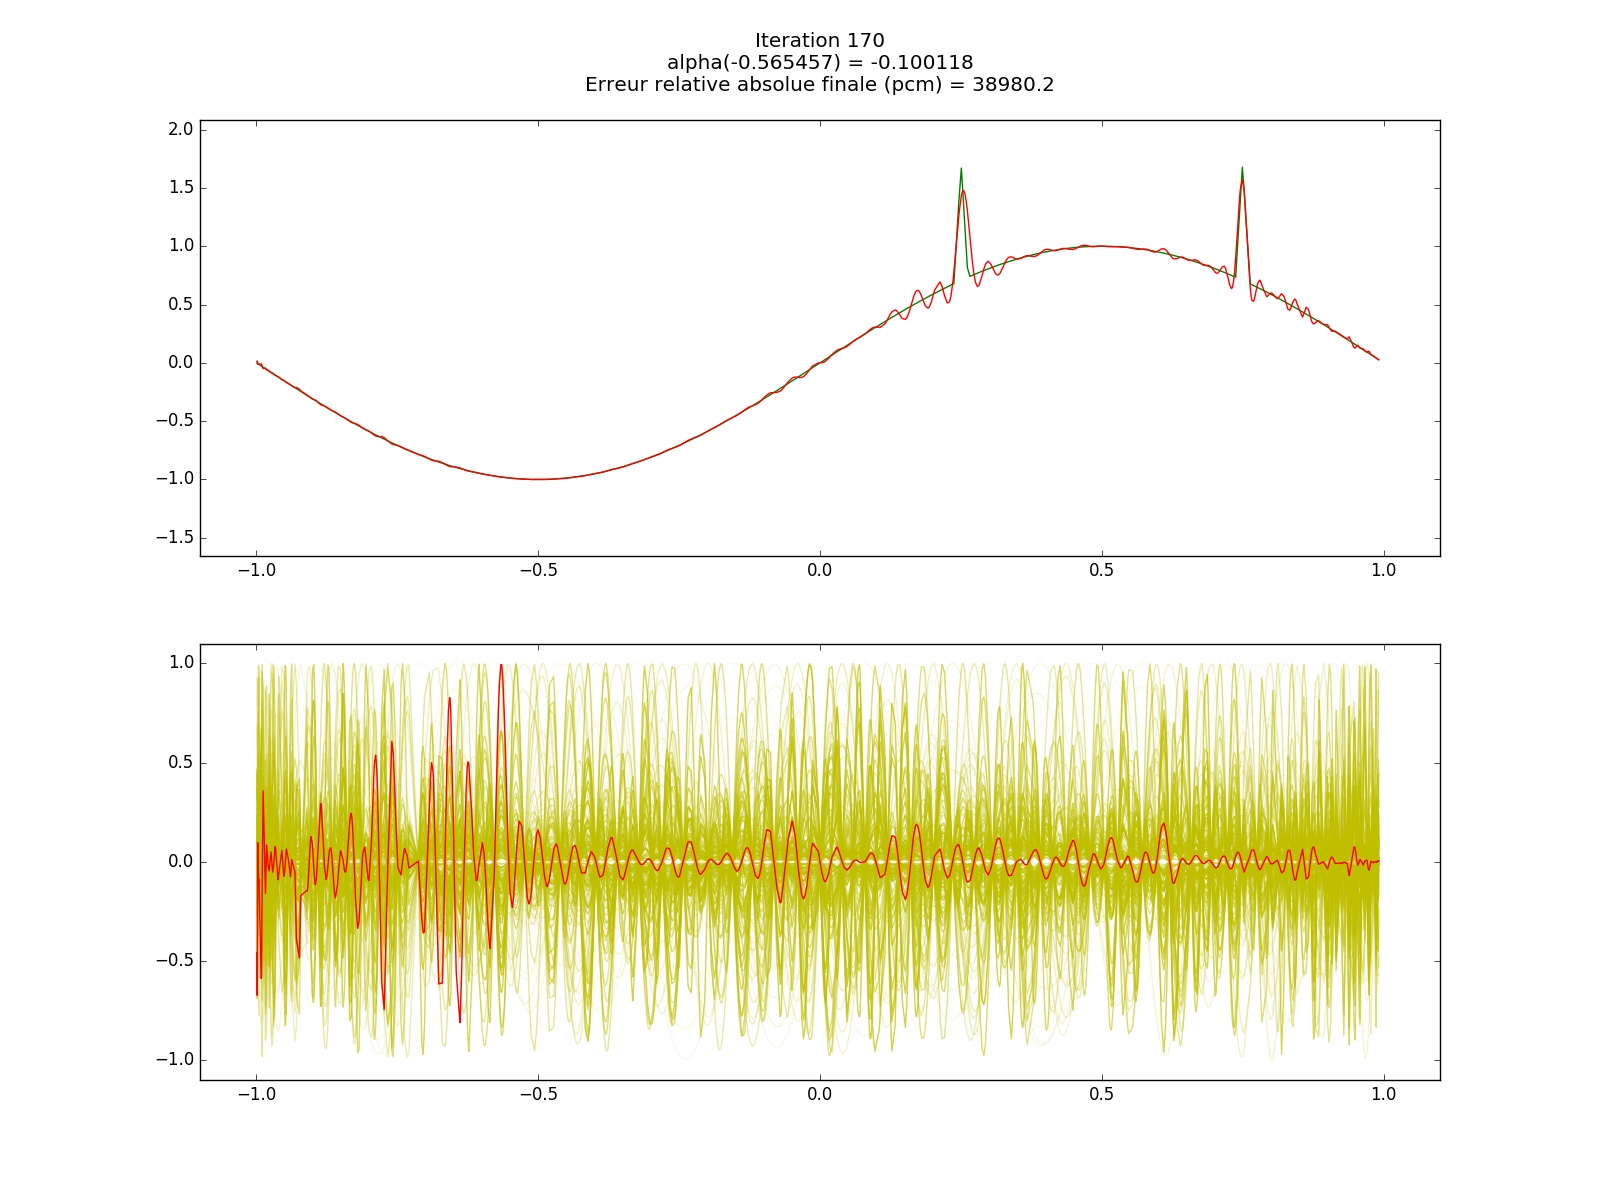 Iteration 170
alpha(-0.565457) = -0.100118
Erreur relative absolue finale (pcm) = 38980.2
2.0
1.5
1.0
0.5
0.0
−0.5
−1.0
−1.5
−1.0 −0.5 0.0 0.5 1.0
1.0
0.5
0.0
−0.5
−1.0
−1.0 −0.5 0.0 0.5 1.0